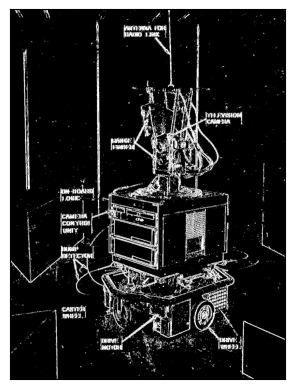 ANTENNA FOR
RADIO LINK
TELEVISION
CAMERA
RANGE
FINDER
ON-BOARD
LOGIC
CAMERA
CONTROL
UNIT
BUMP
DETECTOR
CASTER
WHEEL
DRIVE
MOTOR
DRIVE
WHEEL